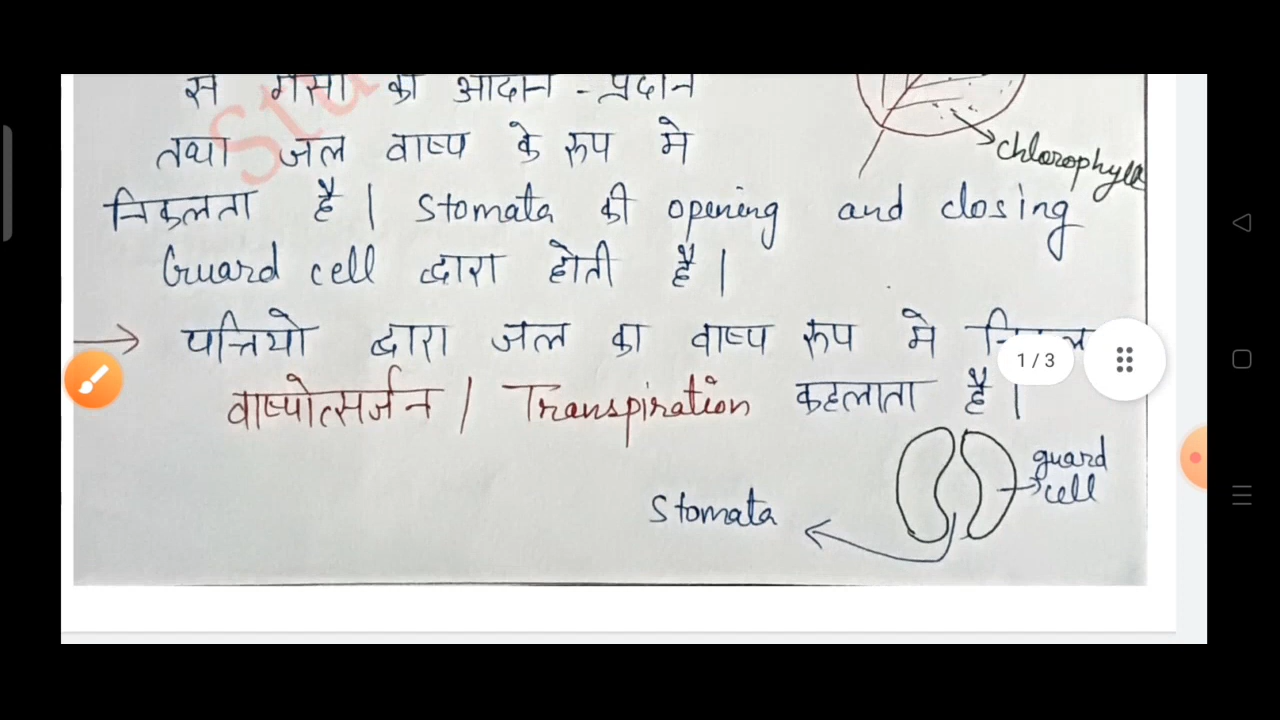 से गैसों का आदान - प्रदान
तथा जल वाष्प के रूप मे
chlorophyll
निकलता है | Stomata की opening and closing
Guard cell द्वारा होती है |
→ पत्तियो द्वारा जल का वाष्प रूप मे
1 / 3
वाष्पोत्सर्जन / Transpiration कहलाता है |
guard
cell
Stomata